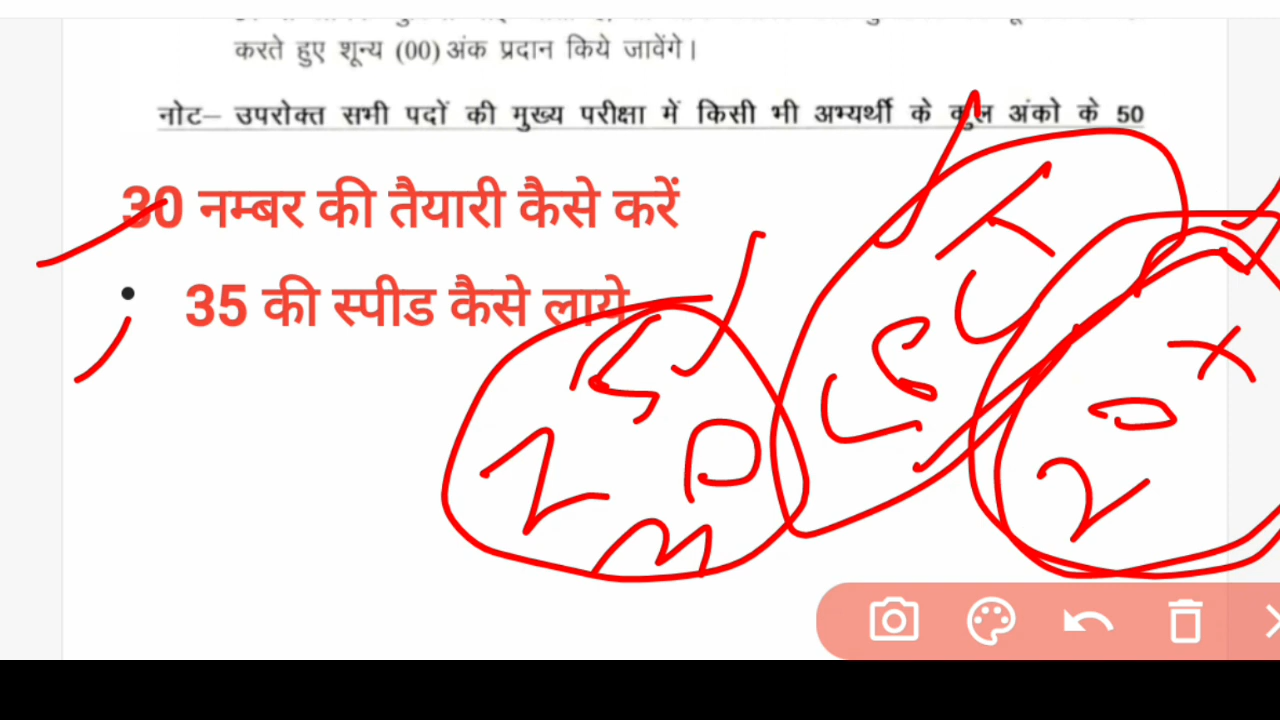 करते हुए शून्य (00) अंक प्रदान किये जावेंगे।
नोट– उपरोक्त सभी पदों की मुख्य परीक्षा में किसी भी अभ्यर्थी के कुल अंको के 50
30 नम्बर की तैयारी कैसे करें
• 35 की स्पीड कैसे लाये